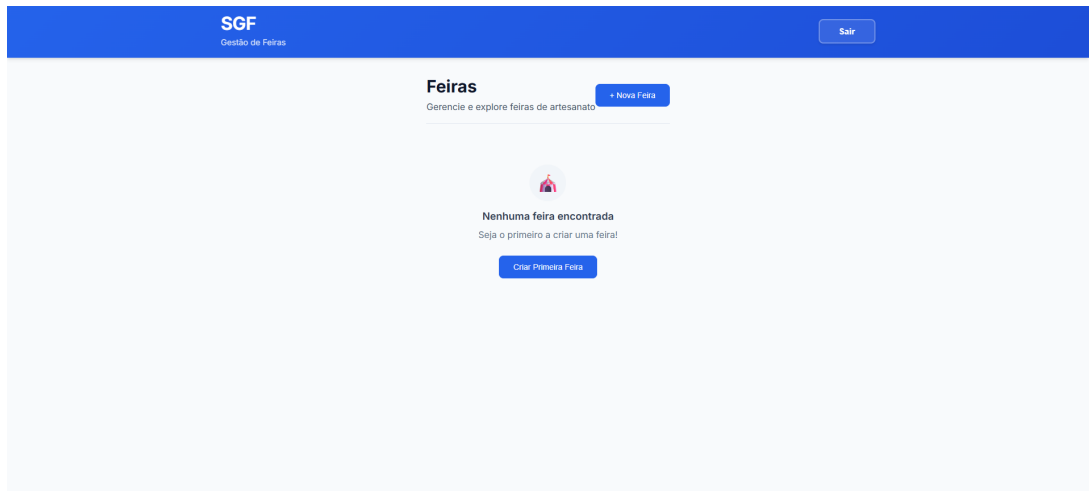 SGF
Gestão de Feiras
Sair
Feiras
Gerencie e explore feiras de artesanato
+ Nova Feira
Nenhuma feira encontrada
Seja o primeiro a criar uma feira!
Criar Primeira Feira